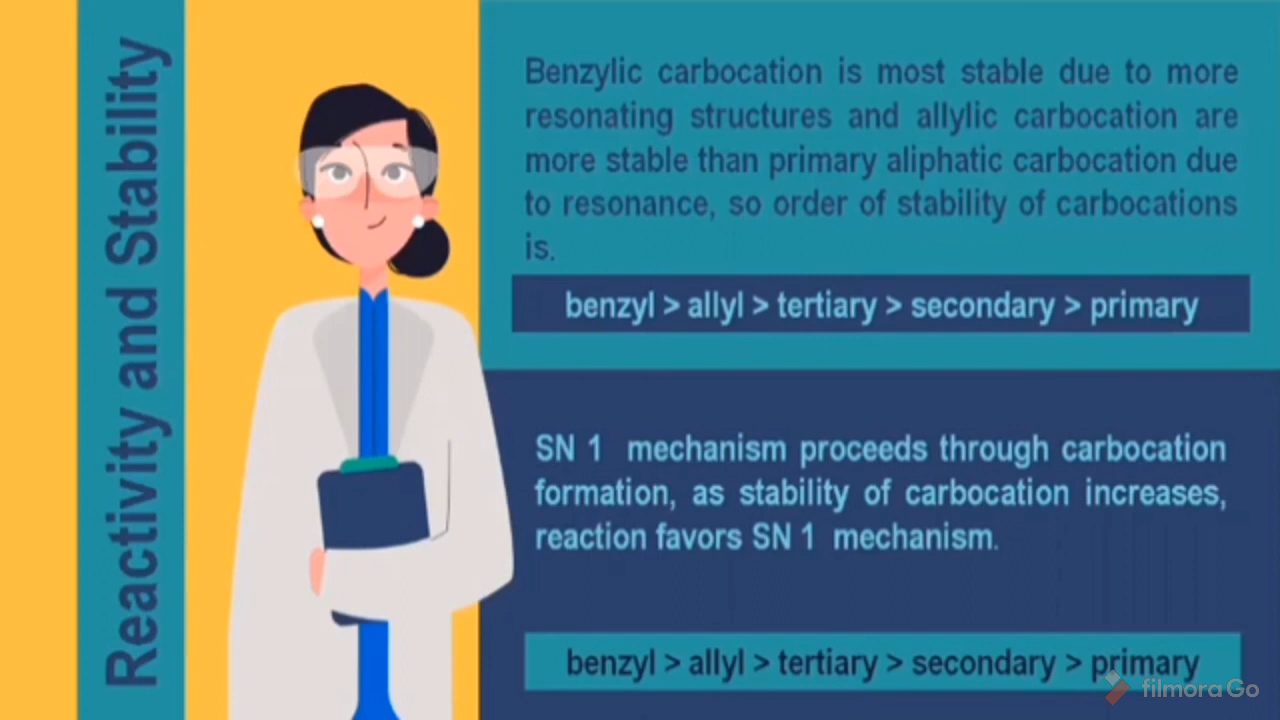 Reactivity and Stability
Benzylic carbocation is most stable due to more
resonating structures and allylic carbocation are
more stable than primary aliphatic carbocation due
to resonance, so order of stability of carbocations
is.
benzyl > allyl > tertiary > secondary > primary
SN 1 mechanism proceeds through carbocation
formation, as stability of carbocation increases,
reaction favors SN 1 mechanism.
benzyl > allyl > tertiary > secondary > primary
filmora Go